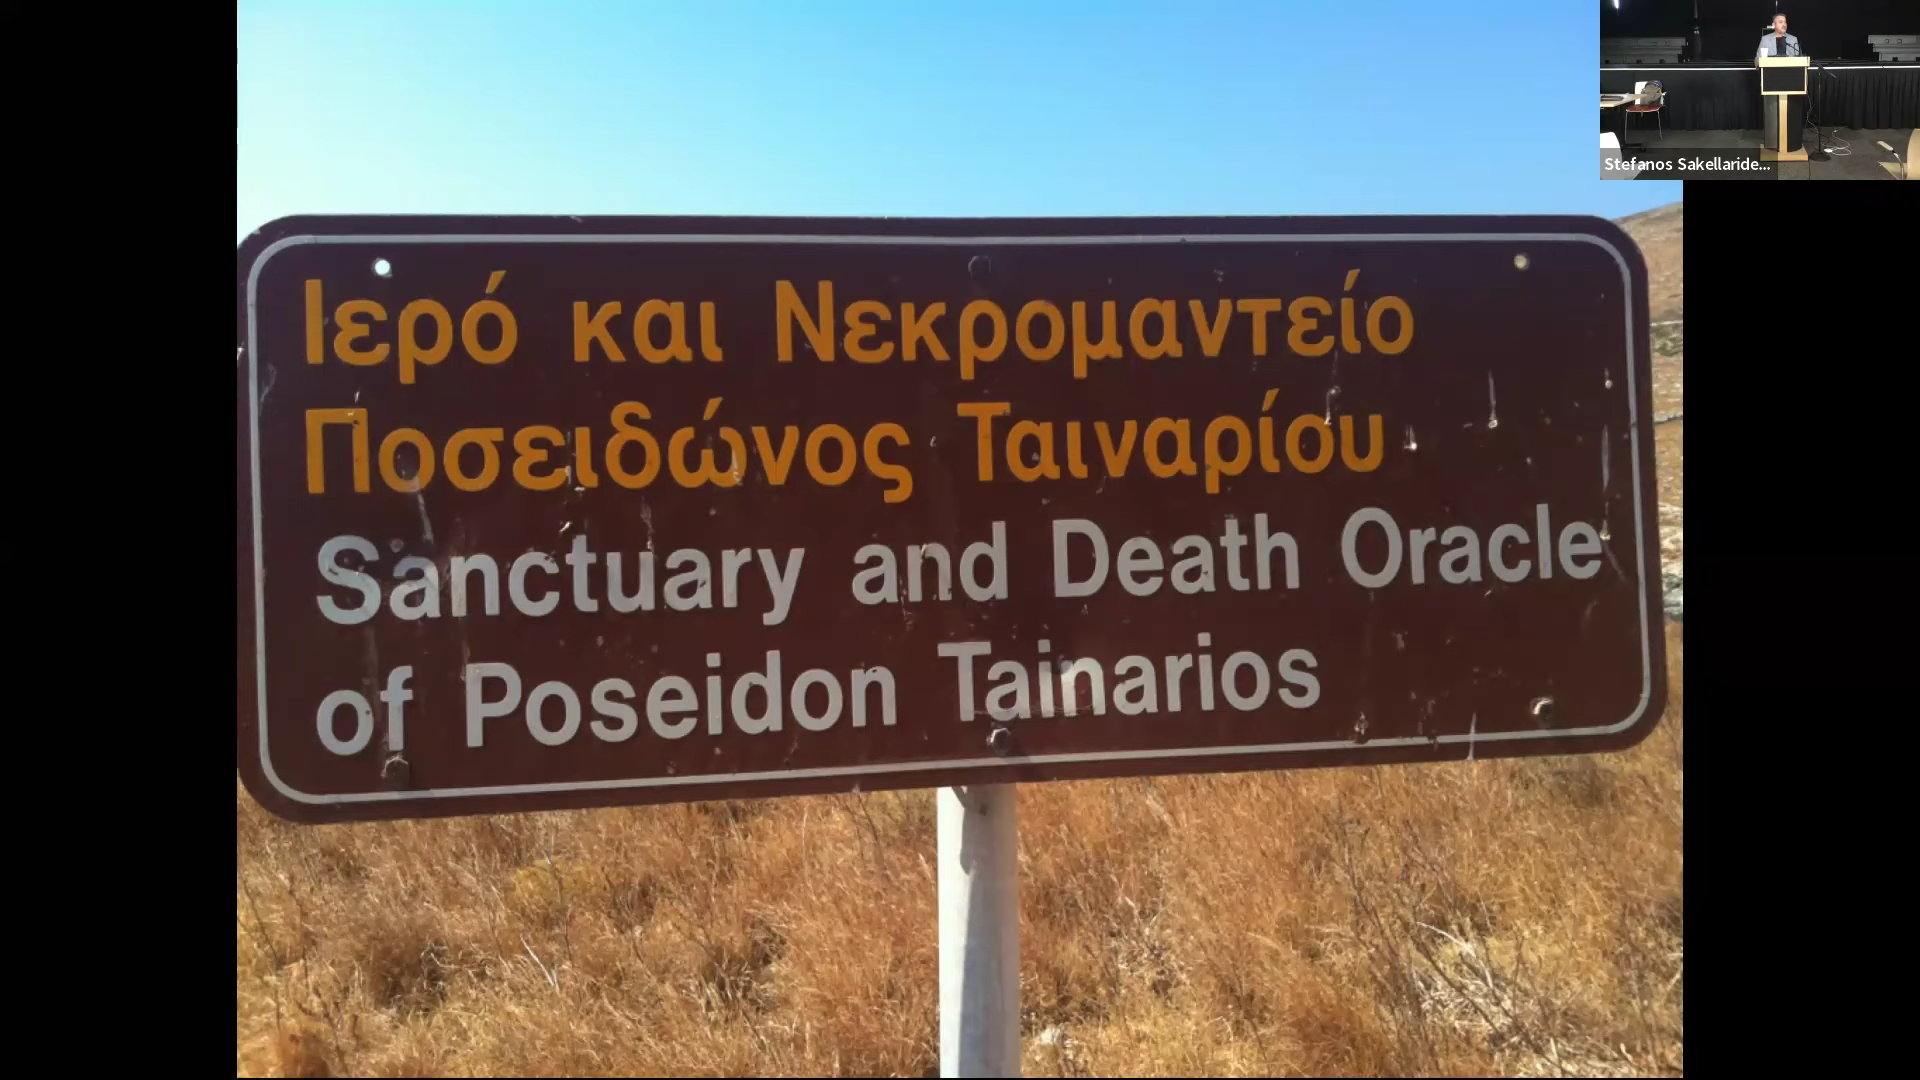 Ιερό και Νεκρομαντείο
Ποσειδώνος Ταιναρίου
Sanctuary and Death Oracle
of Poseidon Tainarios
Stefanos Sakellaride...